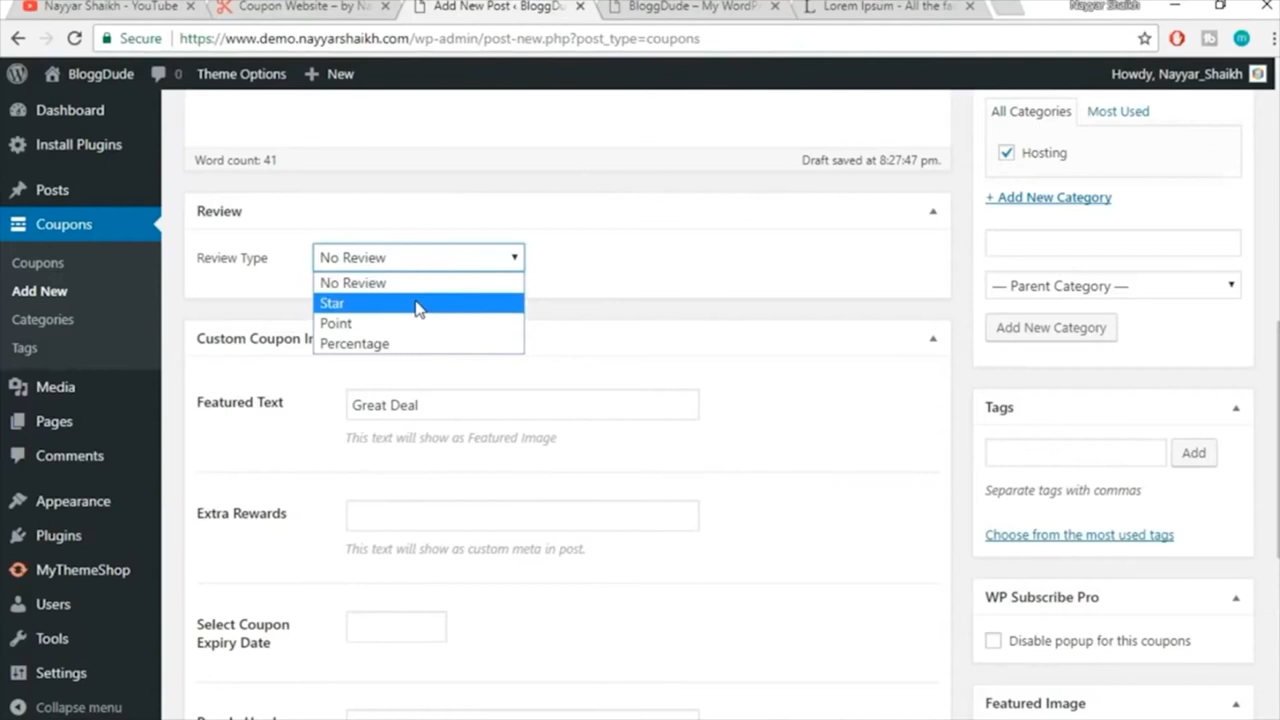 Nayyar Shaikh - YouTube
Coupon Website – by Na
Add New Post ‹ BloggDu
BloggDude – My WordPr
Lorem Ipsum - All the fa
Nayyar Shaikh
Secure
https://www.demo.nayyarshaikh.com/wp-admin/post-new.php?post_type=coupons
BloggDude
0
Theme Options
New
Howdy, Nayyar_Shaikh
Dashboard
Install Plugins
Posts
Coupons
Coupons
Add New
Categories
Tags
Media
Pages
Comments
Appearance
Plugins
MyThemeShop
Users
Tools
Settings
Collapse menu
Word count: 41
Draft saved at 8:27:47 pm.
Review
Review Type
No Review
No Review
Star
Point
Percentage
Custom Coupon In
Featured Text
Great Deal
This text will show as Featured Image
Extra Rewards
This text will show as custom meta in post.
Select Coupon
Expiry Date
All Categories
Most Used
Hosting
+ Add New Category
— Parent Category —
Add New Category
Tags
Add
Separate tags with commas
Choose from the most used tags
WP Subscribe Pro
Disable popup for this coupons
Featured Image